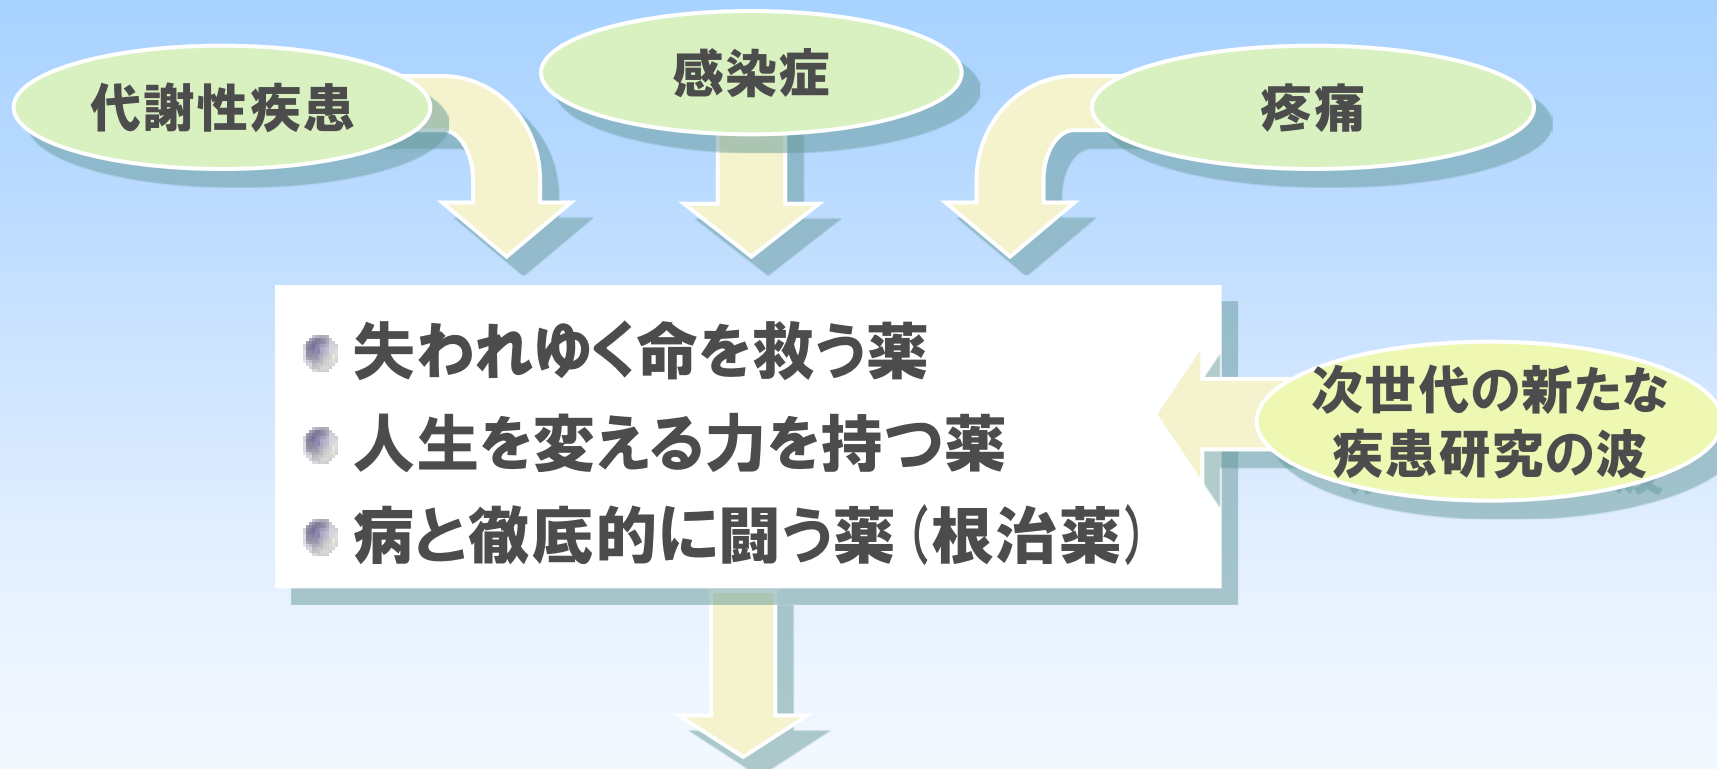 代謝性疾患
感染症
疼痛
失われゆく命を救う薬
人生を変える力を持つ薬
病と徹底的に闘う薬(根治薬)
次世代の新たな
疾患研究の波